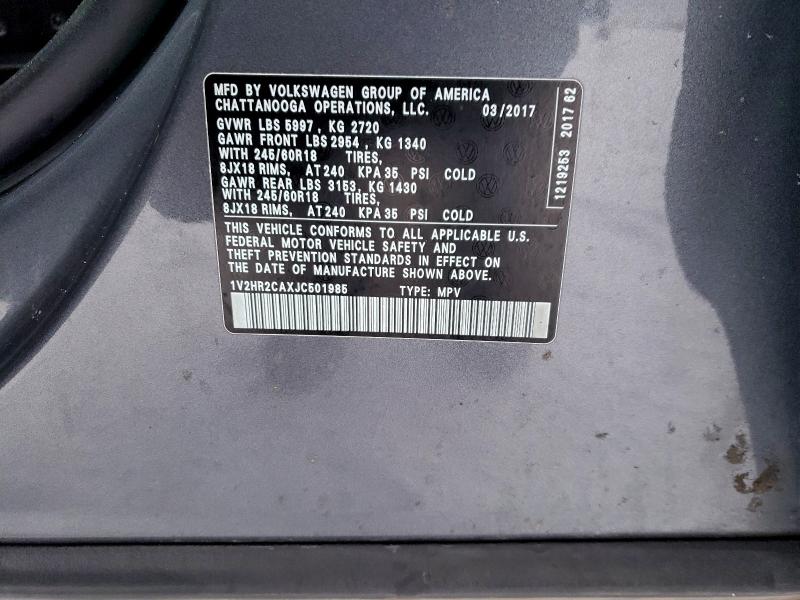 MFD BY VOLKSWAGEN GROUP OF AMERICA
CHATTANOOGA OPERATIONS, LLC. 03/2017
GVWR LBS 5997 , KG 2720
GAWR FRONT LBS 2954 , KG 1340
WITH 245/60R18 TIRES,
8JX18 RIMS, AT 240 KPA 35 PSI COLD
GAWR REAR LBS 3153, KG 1430
WITH 245/60R18 TIRES,
8JX18 RIMS, AT 240 KPA 35 PSI COLD
THIS VEHICLE CONFORMS TO ALL APPLICABLE U.S.
FEDERAL MOTOR VEHICLE SAFETY AND
THEFT PREVENTION STANDARDS IN EFFECT ON
THE DATE OF MANUFACTURE SHOWN ABOVE.
1V2HR2CAXJC501985 TYPE: MPV
1219253 2017 62